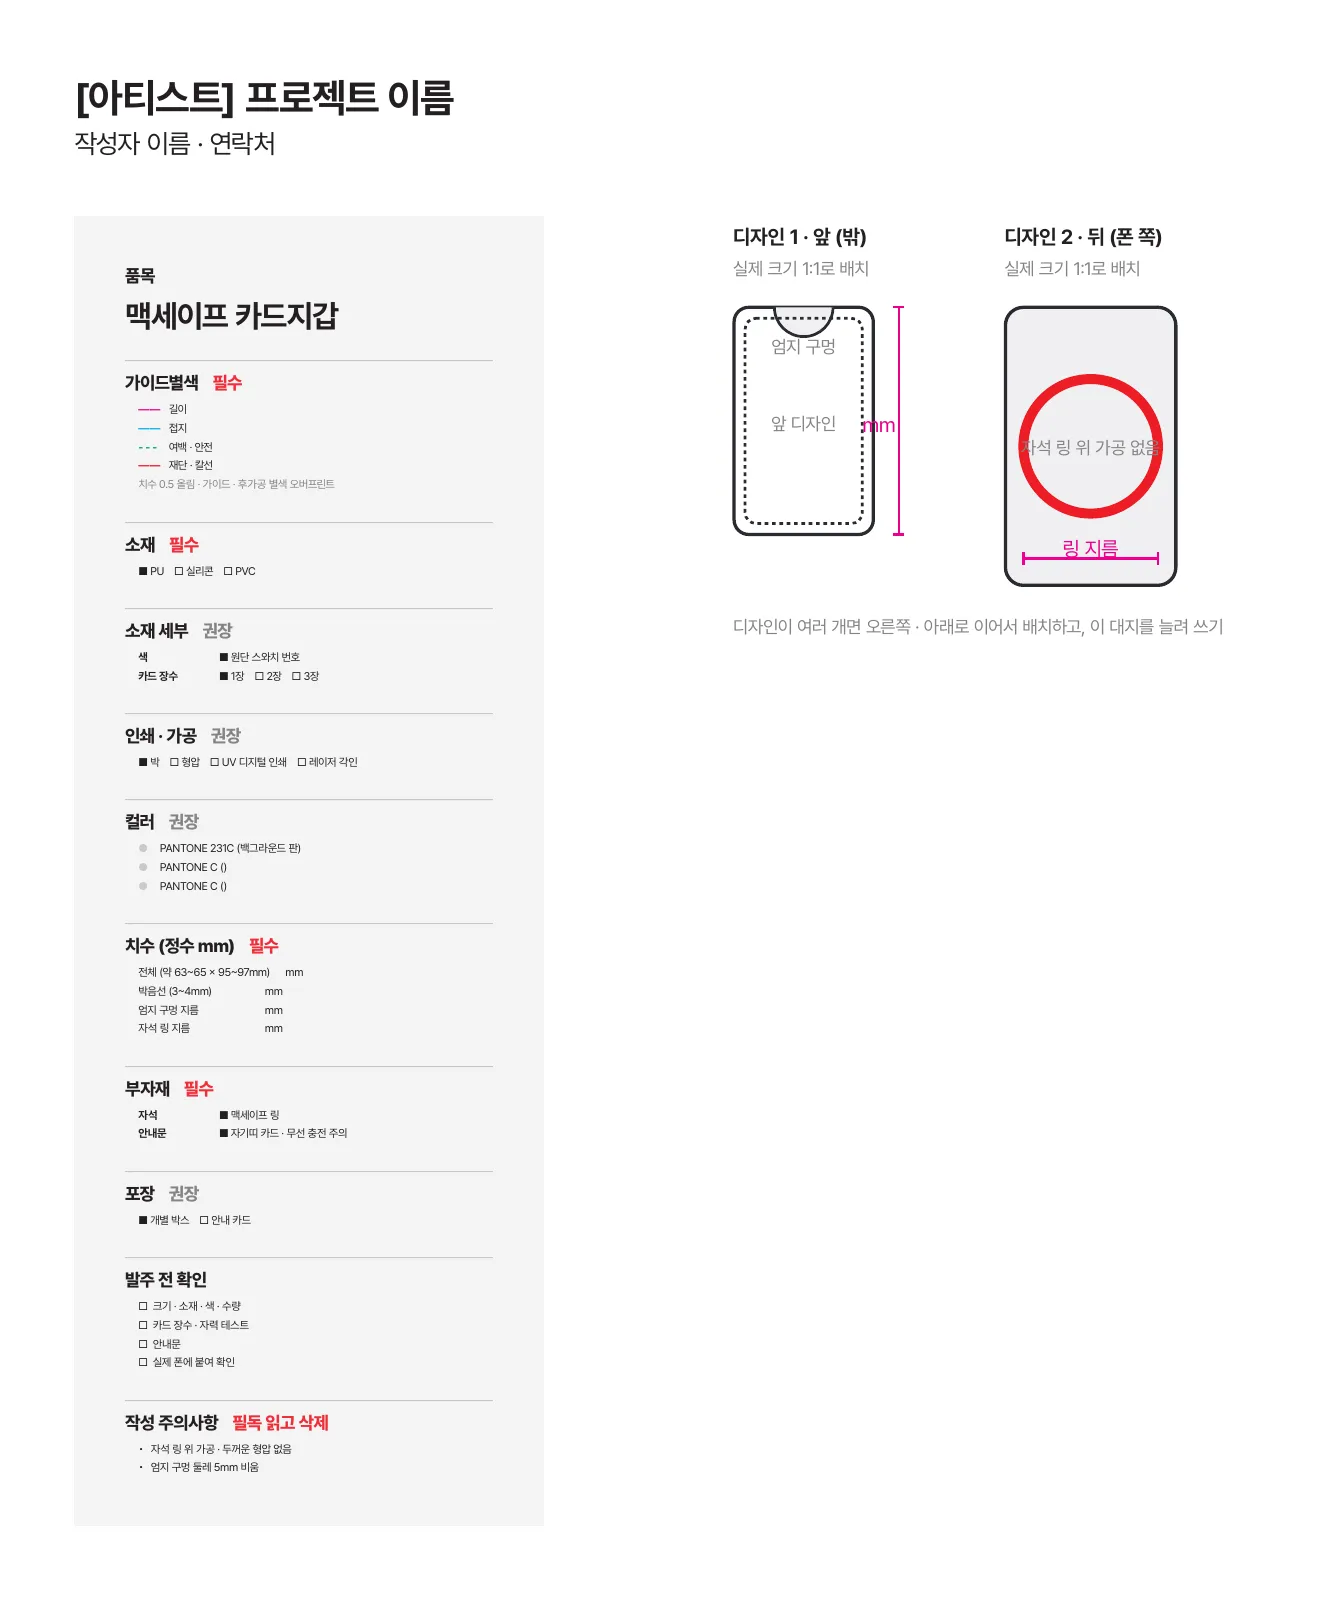 [아티스트] 프로젝트 이름
작성자 이름 · 연락처
품목
맥세이프 카드지갑
가이드별색 필수
길이
접지
여백 · 안전
재단 · 칼선
치수 0.5 올림 · 가이드 · 후가공 별색 오버프린트
소재 필수
■ PU □ 실리콘 □ PVC
소재 세부 권장
색 ■ 원단 스와치 번호
카드 장수 ■ 1장 □ 2장 □ 3장
인쇄 · 가공 권장
■ 박 □ 형압 □ UV 디지털 인쇄 □ 레이저 각인
컬러 권장
PANTONE 231C (백그라운드 판)
PANTONE C ()
PANTONE C ()
치수 (정수 mm) 필수
전체 (약 63~65 × 95~97mm) mm
박음선 (3~4mm) mm
엄지 구멍 지름 mm
자석 링 지름 mm
부자재 필수
자석 ■ 맥세이프 링
안내문 ■ 자기띠 카드 · 무선 충전 주의
포장 권장
■ 개별 박스 □ 안내 카드
발주 전 확인
□ 크기 · 소재 · 색 · 수량
□ 카드 장수 · 자력 테스트
□ 안내문
□ 실제 폰에 붙여 확인
작성 주의사항 필독 읽고 삭제
• 자석 링 위 가공 · 두꺼운 형압 없음
• 엄지 구멍 둘레 5mm 비움
디자인 1 · 앞 (밖)
실제 크기 1:1로 배치
엄지 구멍
앞 디자인
mm
디자인 2 · 뒤 (폰 쪽)
실제 크기 1:1로 배치
자석 링 위 가공 없음
링 지름
디자인이 여러 개면 오른쪽 · 아래로 이어서 배치하고, 이 대지를 늘려 쓰기